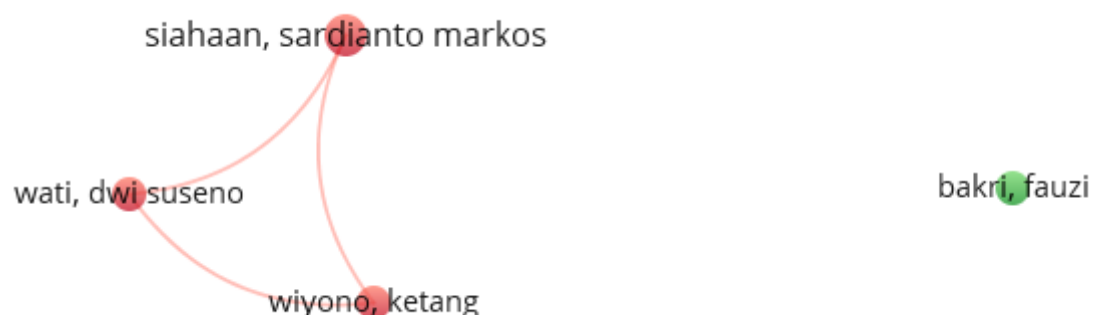 siahaan, sardianto markos
wati, dwi suseno
bakri, fauzi
wiyono, ketang